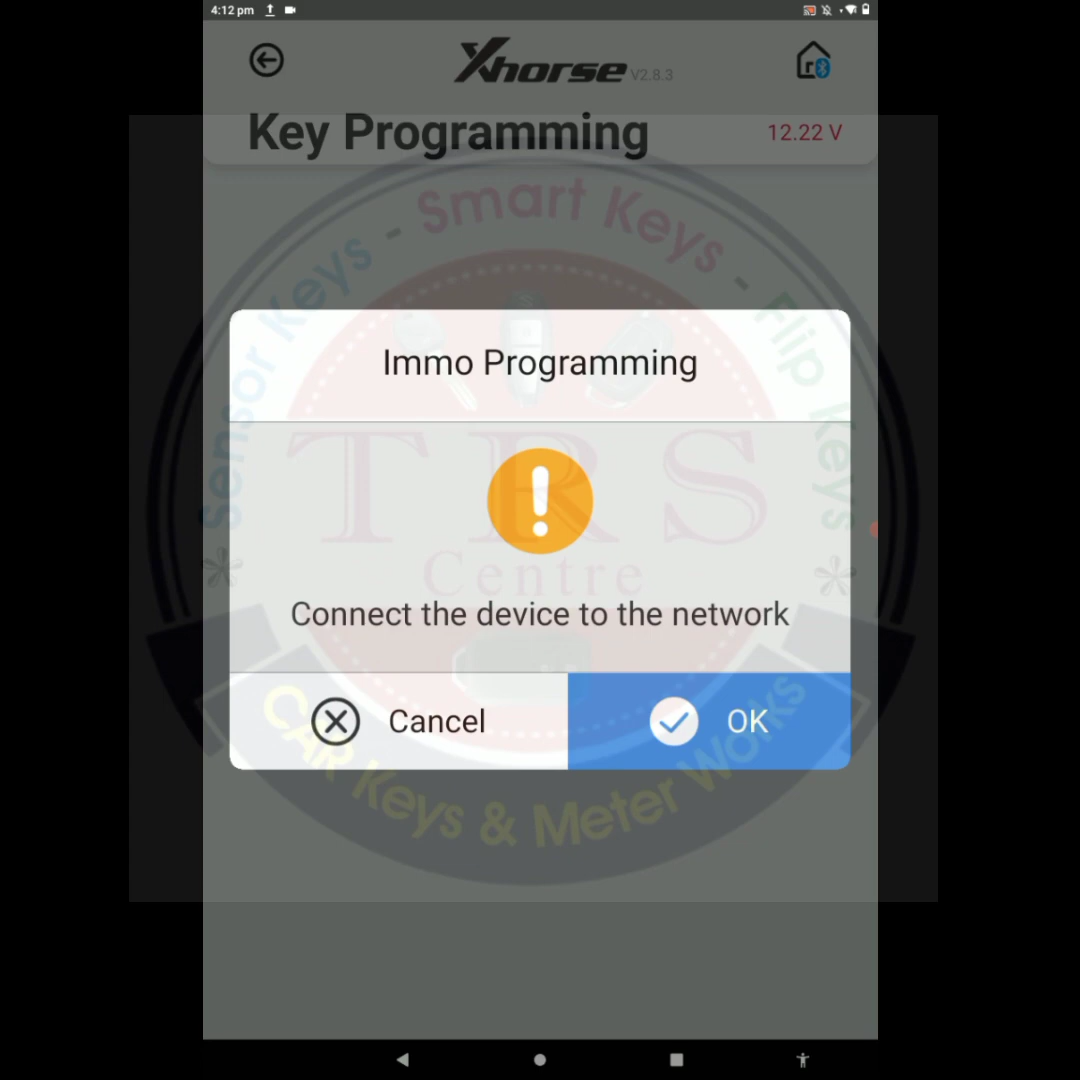 4:12 pm
Xhorse V2.8.3
Key Programming
12.22 V
* Sensor Keys - Smart Keys - Flip Keys *
Immo Programming
TRS
Centre
Connect the device to the network
Cancel
OK
CAR Keys & Meter Works